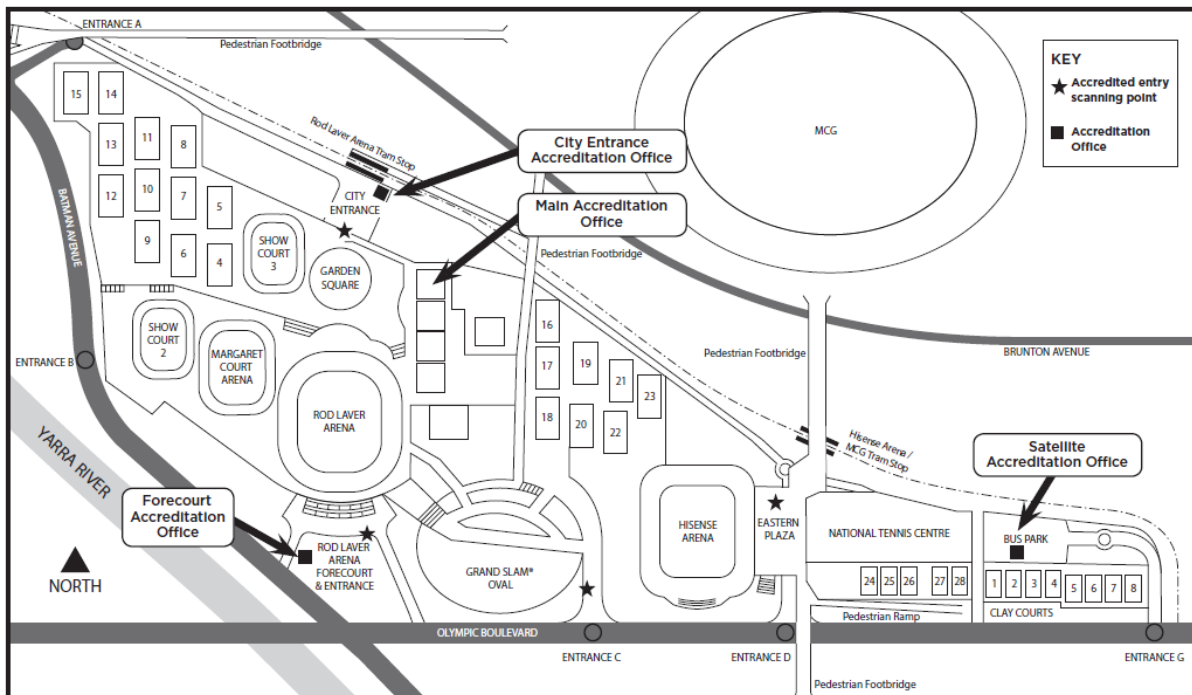 ENTRANCE A
Pedestrian Footbridge
KEY
Accredited entry
scanning point
Accreditation
Office
MCG
15
14
13
11
8
12
10
7
5
9
6
4
Rod Laver Arena Tram Stop
City Entrance
Accreditation Office
CITY
ENTRANCE
Main Accreditation
Office
BATMAN AVENUE
SHOW
COURT
3
GARDEN
SQUARE
Pedestrian Footbridge
SHOW
COURT
2
MARGARET
COURT
ARENA
ENTRANCE B
ROD LAVER
ARENA
16
17
18
19
20
21
22
23
Pedestrian Footbridge
BRUNTON AVENUE
YARRA RIVER
Hisense Arena /
MCG Tram Stop
Satellite
Accreditation Office
Forecourt
Accreditation
Office
NORTH
ROD LAVER
ARENA
FORECOURT
& ENTRANCE
GRAND SLAM®
OVAL
HISENSE
ARENA
EASTERN
PLAZA
NATIONAL TENNIS CENTRE
BUS PARK
24
25
26
27
28
1
2
3
4
5
6
7
8
CLAY COURTS
Pedestrian Ramp
OLYMPIC BOULEVARD
ENTRANCE C
ENTRANCE D
ENTRANCE G
Pedestrian Footbridge